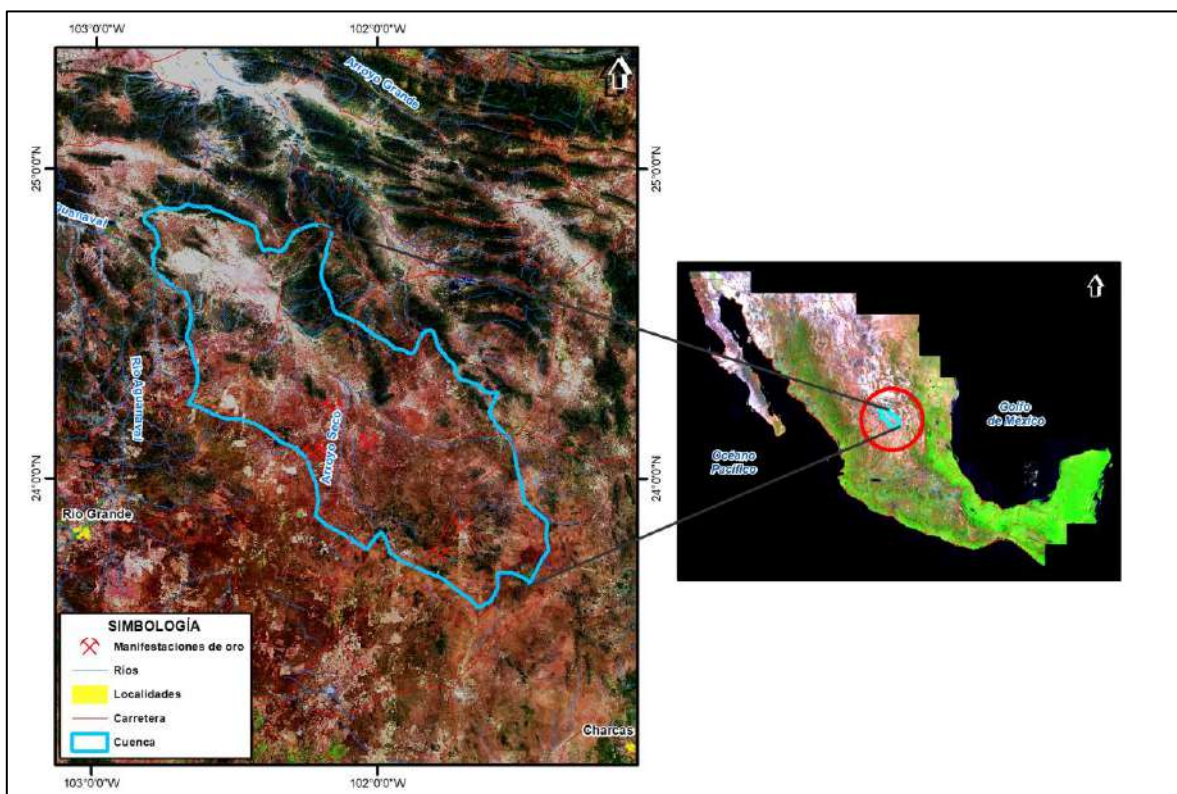 103°0'0"W
102°0'0"W
Arroyo Grande
25°0'0"N
25°0'0"N
guanaval
Río Aguanaval
Arroyo Seco
24°0'0"N
24°0'0"N
Río Grande
SIMBOLOGÍA
Manifestaciones de oro
Ríos
Localidades
Carretera
Cuenca
Charcas
103°0'0"W
102°0'0"W
Golfo
de México
Océano
Pacífico